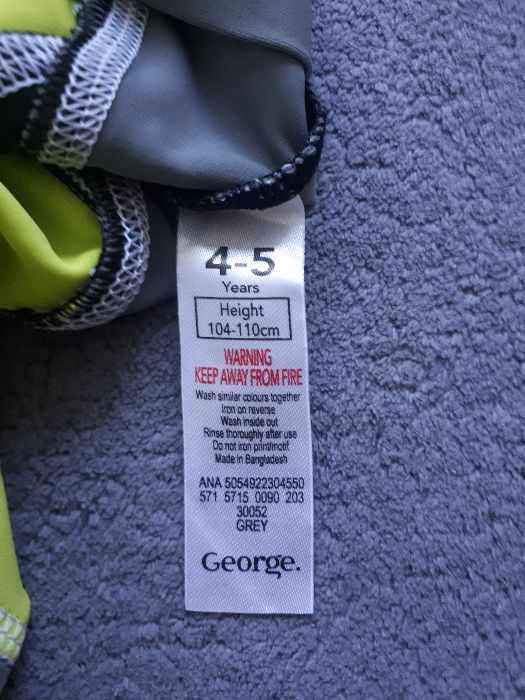 4-5
Years
Height
104-110cm
WARNING
KEEP AWAY FROM FIRE
Wash similar colours together
Iron on reverse
Wash inside out
Rinse thoroughly after use
Do not iron print/motif
Made in Bangladesh
ANA 5054922304550
571 5715 0090 203
30052
GREY
George.